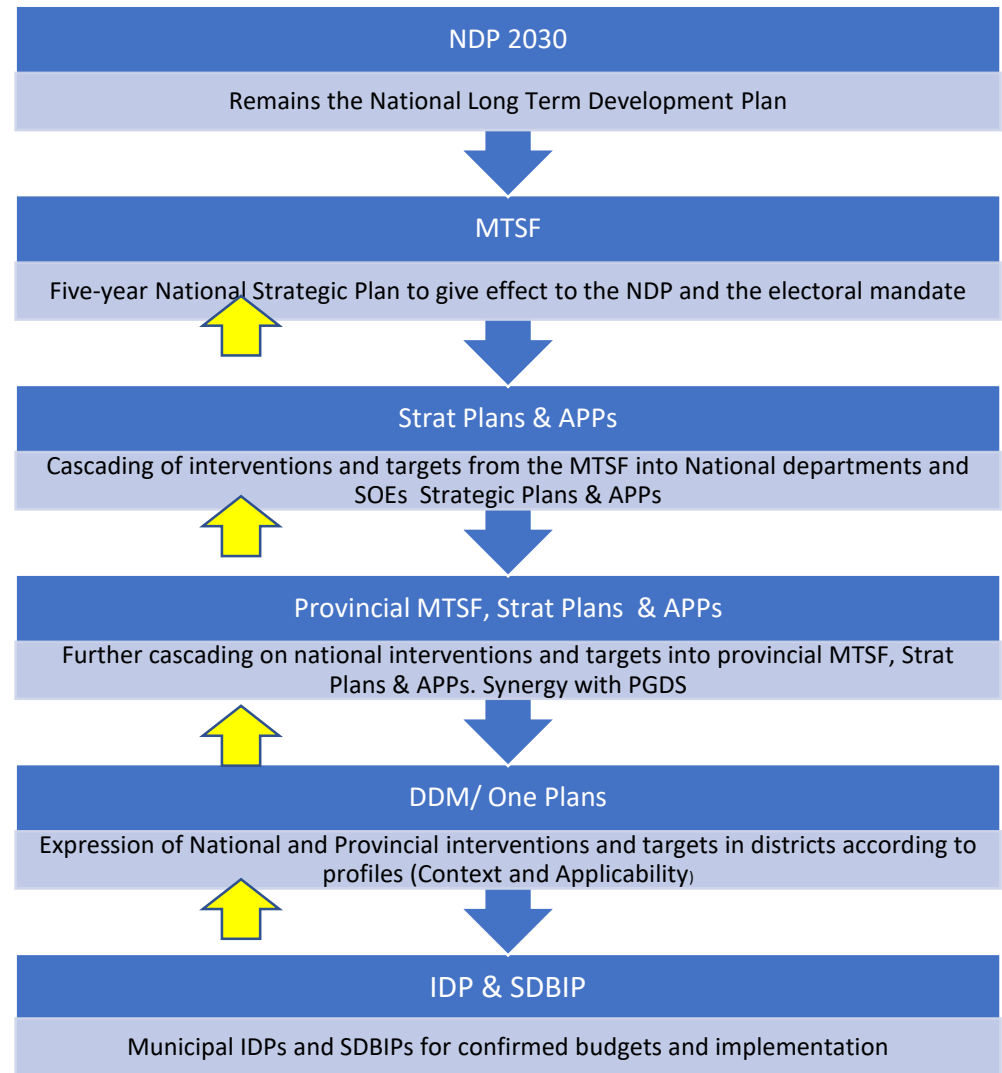 NDP 2030
Remains the National Long Term Development Plan
MTSF
Five-year National Strategic Plan to give effect to the NDP and the electoral mandate
Strat Plans & APPs
Cascading of interventions and targets from the MTSF into National departments and
SOEs Strategic Plans & APPs
Provincial MTSF, Strat Plans & APPs
Further cascading on national interventions and targets into provincial MTSF, Strat
Plans & APPs. Synergy with PGDS
DDM/ One Plans
Expression of National and Provincial interventions and targets in districts according to
profiles (Context and Applicability)
IDP & SDBIP
Municipal IDPs and SDBIPs for confirmed budgets and implementation